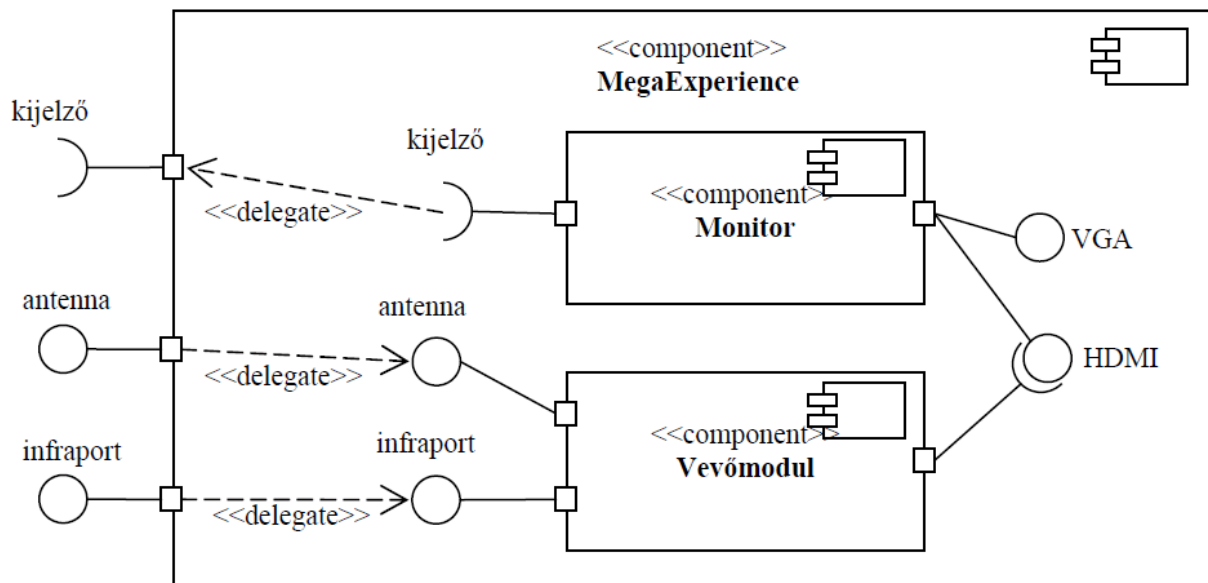 <<component>>
MegaExperience
kijelző
kijelző
<<delegate>>
<<component>>
Monitor
VGA
antenna
antenna
<<delegate>>
HDMI
infraport
infraport
<<delegate>>
<<component>>
Vevőmodul